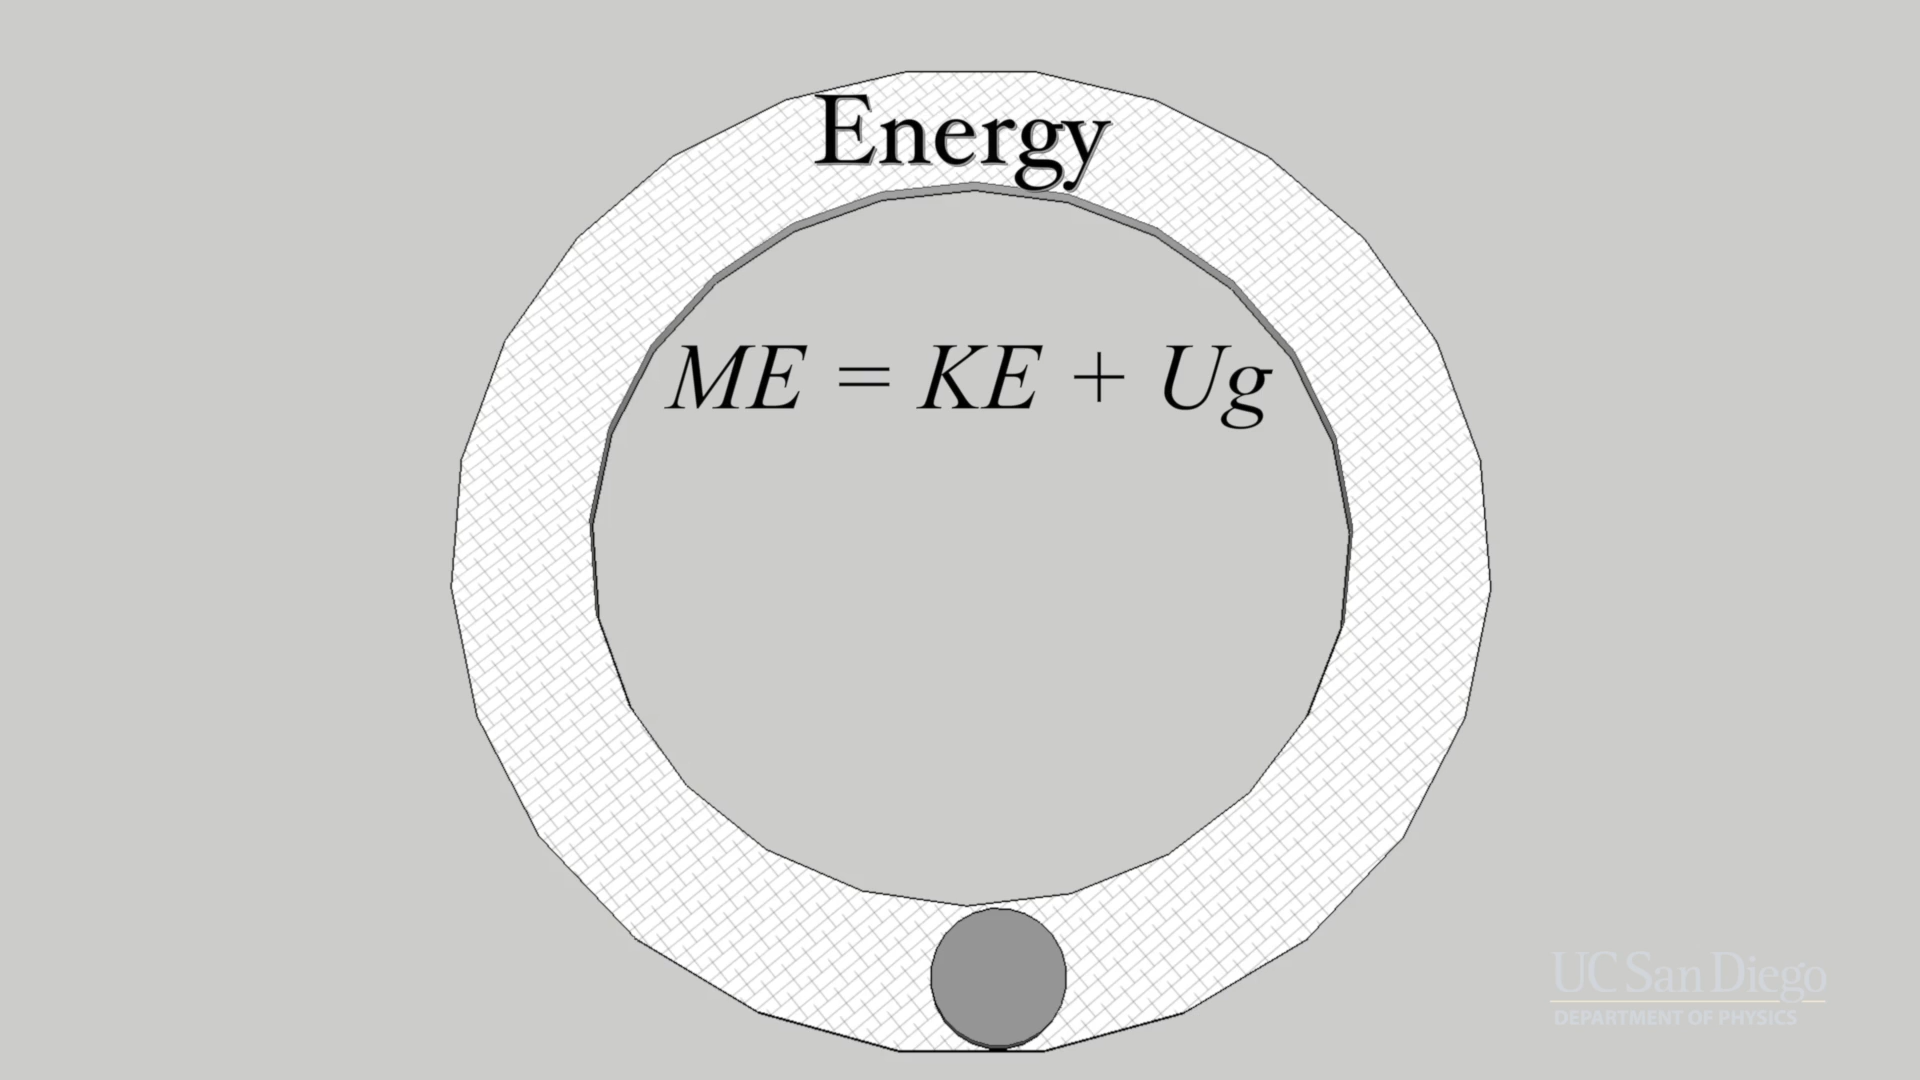 Energy
ME = KE + Ug
UC San Diego
DEPARTMENT OF PHYSICS